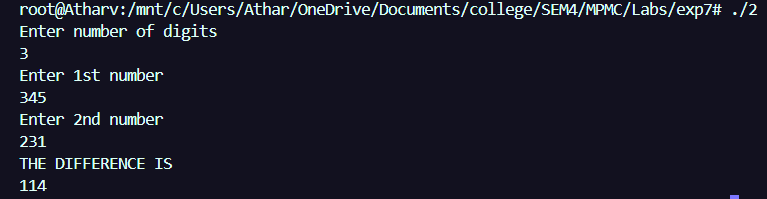 root@Atharv:/mnt/c/Users/Athar/OneDrive/Documents/college/SEM4/MPMC/Labs/exp7# ./2
Enter number of digits
3
Enter 1st number
345
Enter 2nd number
231
THE DIFFERENCE IS
114